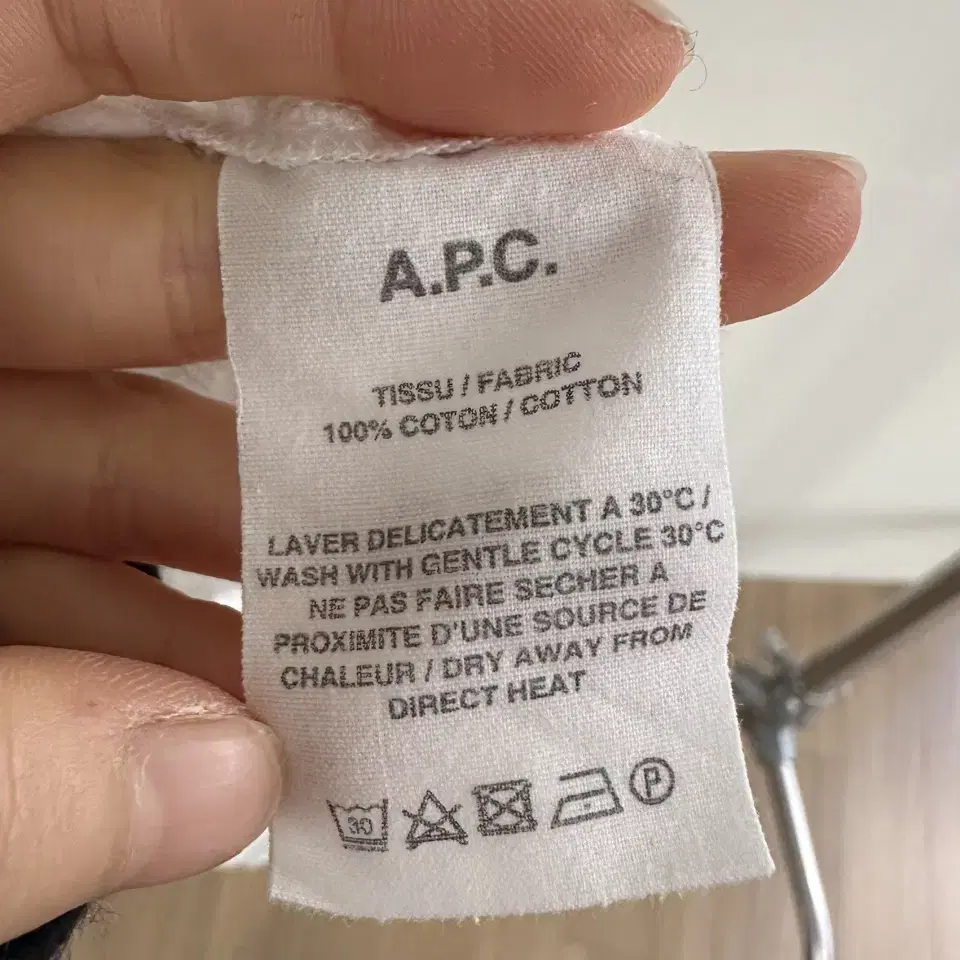 A.P.C.
TISSU / FABRIC
100% COTON / COTTON
LAVER DELICATEMENT A 30°C /
WASH WITH GENTLE CYCLE 30°C
NE PAS FAIRE SECHER A
PROXIMITE D'UNE SOURCE DE
CHALEUR / DRY AWAY FROM
DIRECT HEAT
30 P